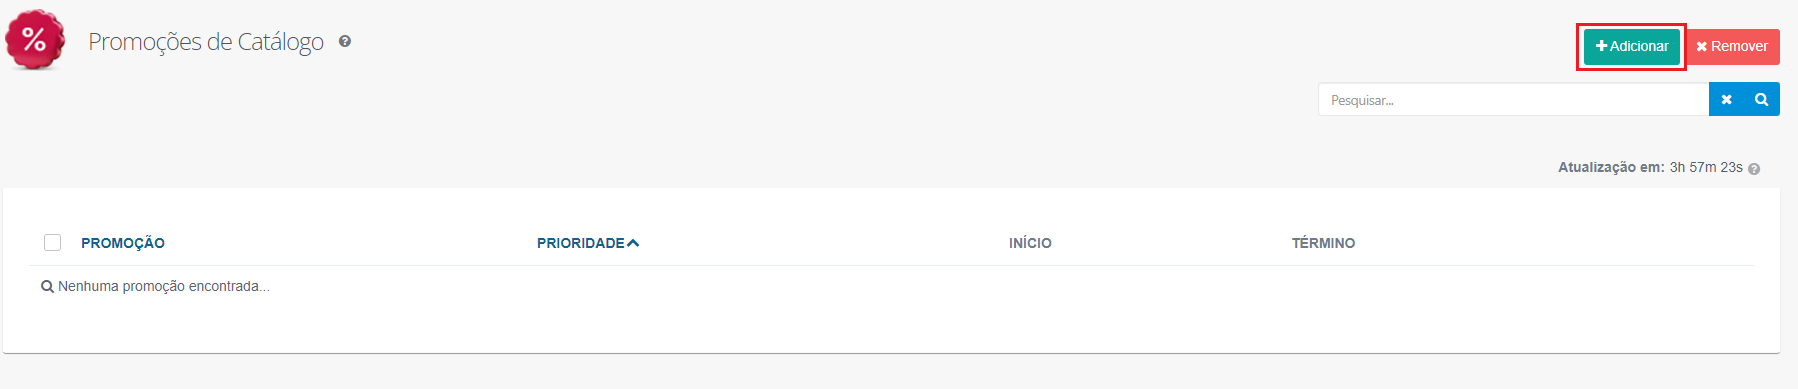 %
Promoções de Catálogo ?
+ Adicionar
✖ Remover
Pesquisar...
Atualização em: 3h 57m 23s ?
PROMOÇÃO PRIORIDADE INÍCIO TÉRMINO
Nenhuma promoção encontrada...